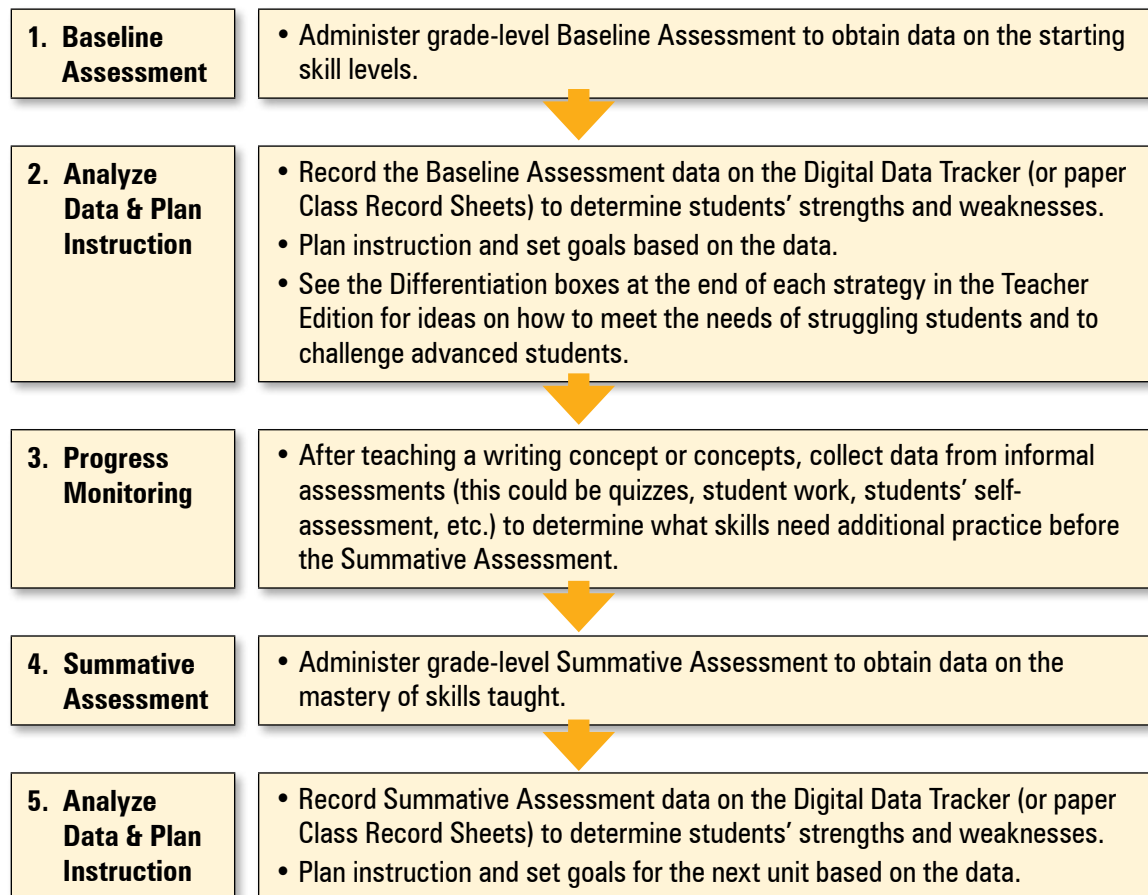 1. Baseline
Assessment
• Administer grade-level Baseline Assessment to obtain data on the starting
skill levels.
2. Analyze
Data & Plan
Instruction
• Record the Baseline Assessment data on the Digital Data Tracker (or paper
Class Record Sheets) to determine students’ strengths and weaknesses.
• Plan instruction and set goals based on the data.
• See the Differentiation boxes at the end of each strategy in the Teacher
Edition for ideas on how to meet the needs of struggling students and to
challenge advanced students.
3. Progress
Monitoring
• After teaching a writing concept or concepts, collect data from informal
assessments (this could be quizzes, student work, students’ self-
assessment, etc.) to determine what skills need additional practice before
the Summative Assessment.
4. Summative
Assessment
• Administer grade-level Summative Assessment to obtain data on the
mastery of skills taught.
5. Analyze
Data & Plan
Instruction
• Record Summative Assessment data on the Digital Data Tracker (or paper
Class Record Sheets) to determine students’ strengths and weaknesses.
• Plan instruction and set goals for the next unit based on the data.